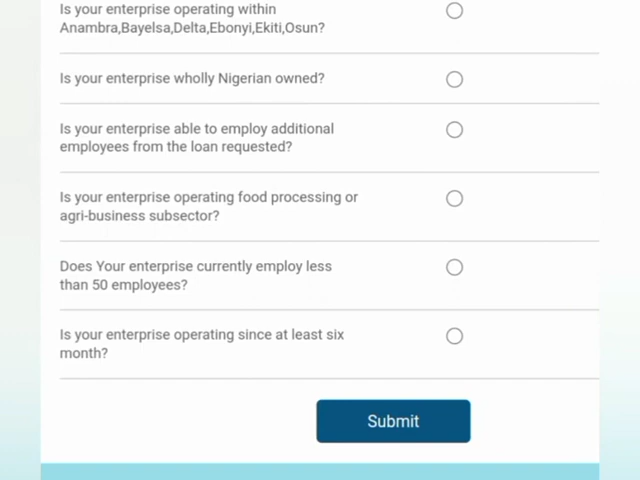 Is your enterprise operating within
Anambra,Bayelsa,Delta,Ebonyi,Ekiti,Osun?
Is your enterprise wholly Nigerian owned?
Is your enterprise able to employ additional
employees from the loan requested?
Is your enterprise operating food processing or
agri-business subsector?
Does Your enterprise currently employ less
than 50 employees?
Is your enterprise operating since at least six
month?
Submit